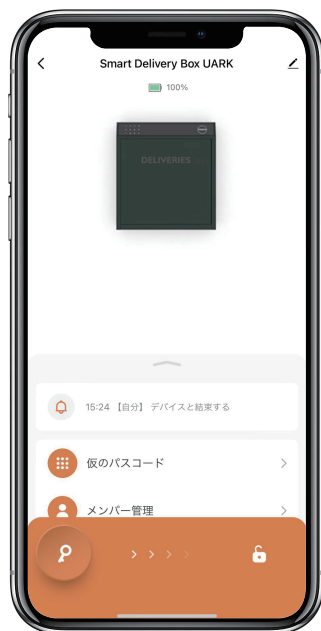 Smart Delivery Box UARK
100%
DELIVERIES
15:24 【自分】 デバイスと結束する
仮のパスコード
メンバー管理